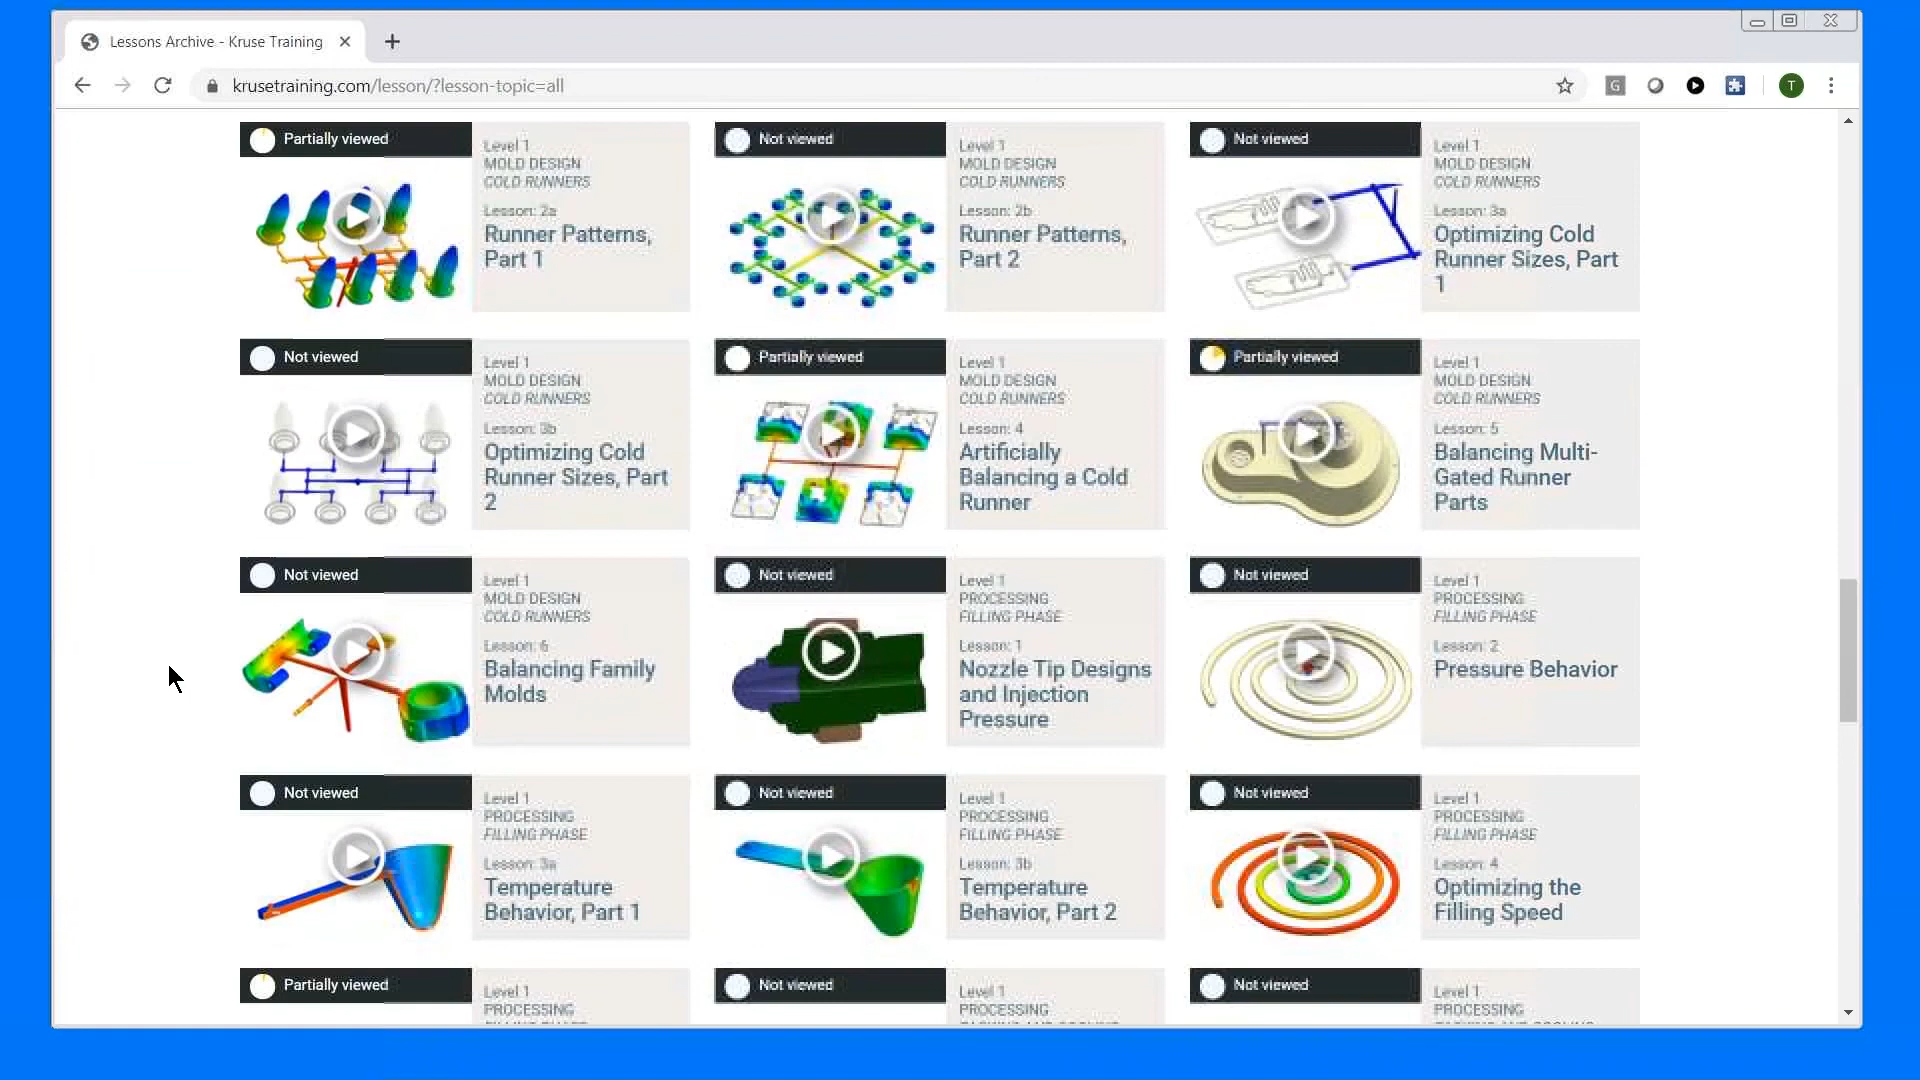 Lessons Archive - Kruse Training
krusetraining.com/lesson/?lesson-topic=all
G
T
Partially viewed
Level 1
MOLD DESIGN
COLD RUNNERS
Lesson: 2a
Runner Patterns,
Part 1
Not viewed
Level 1
MOLD DESIGN
COLD RUNNERS
Lesson: 2b
Runner Patterns,
Part 2
Not viewed
Level 1
MOLD DESIGN
COLD RUNNERS
Lesson: 3a
Optimizing Cold
Runner Sizes, Part
1
Not viewed
Level 1
MOLD DESIGN
COLD RUNNERS
Lesson: 3b
Optimizing Cold
Runner Sizes, Part
2
Partially viewed
Level 1
MOLD DESIGN
COLD RUNNERS
Lesson: 4
Artificially
Balancing a Cold
Runner
Partially viewed
Level 1
MOLD DESIGN
COLD RUNNERS
Lesson: 5
Balancing Multi-
Gated Runner
Parts
Not viewed
Level 1
MOLD DESIGN
COLD RUNNERS
Lesson: 6
Balancing Family
Molds
Not viewed
Level 1
PROCESSING
FILLING PHASE
Lesson: 1
Nozzle Tip Designs
and Injection
Pressure
Not viewed
Level 1
PROCESSING
FILLING PHASE
Lesson: 2
Pressure Behavior
Not viewed
Level 1
PROCESSING
FILLING PHASE
Lesson: 3a
Temperature
Behavior, Part 1
Not viewed
Level 1
PROCESSING
FILLING PHASE
Lesson: 3b
Temperature
Behavior, Part 2
Not viewed
Level 1
PROCESSING
FILLING PHASE
Lesson: 4
Optimizing the
Filling Speed
Partially viewed
Level 1
PROCESSING
Not viewed
Level 1
PROCESSING
Not viewed
Level 1
PROCESSING